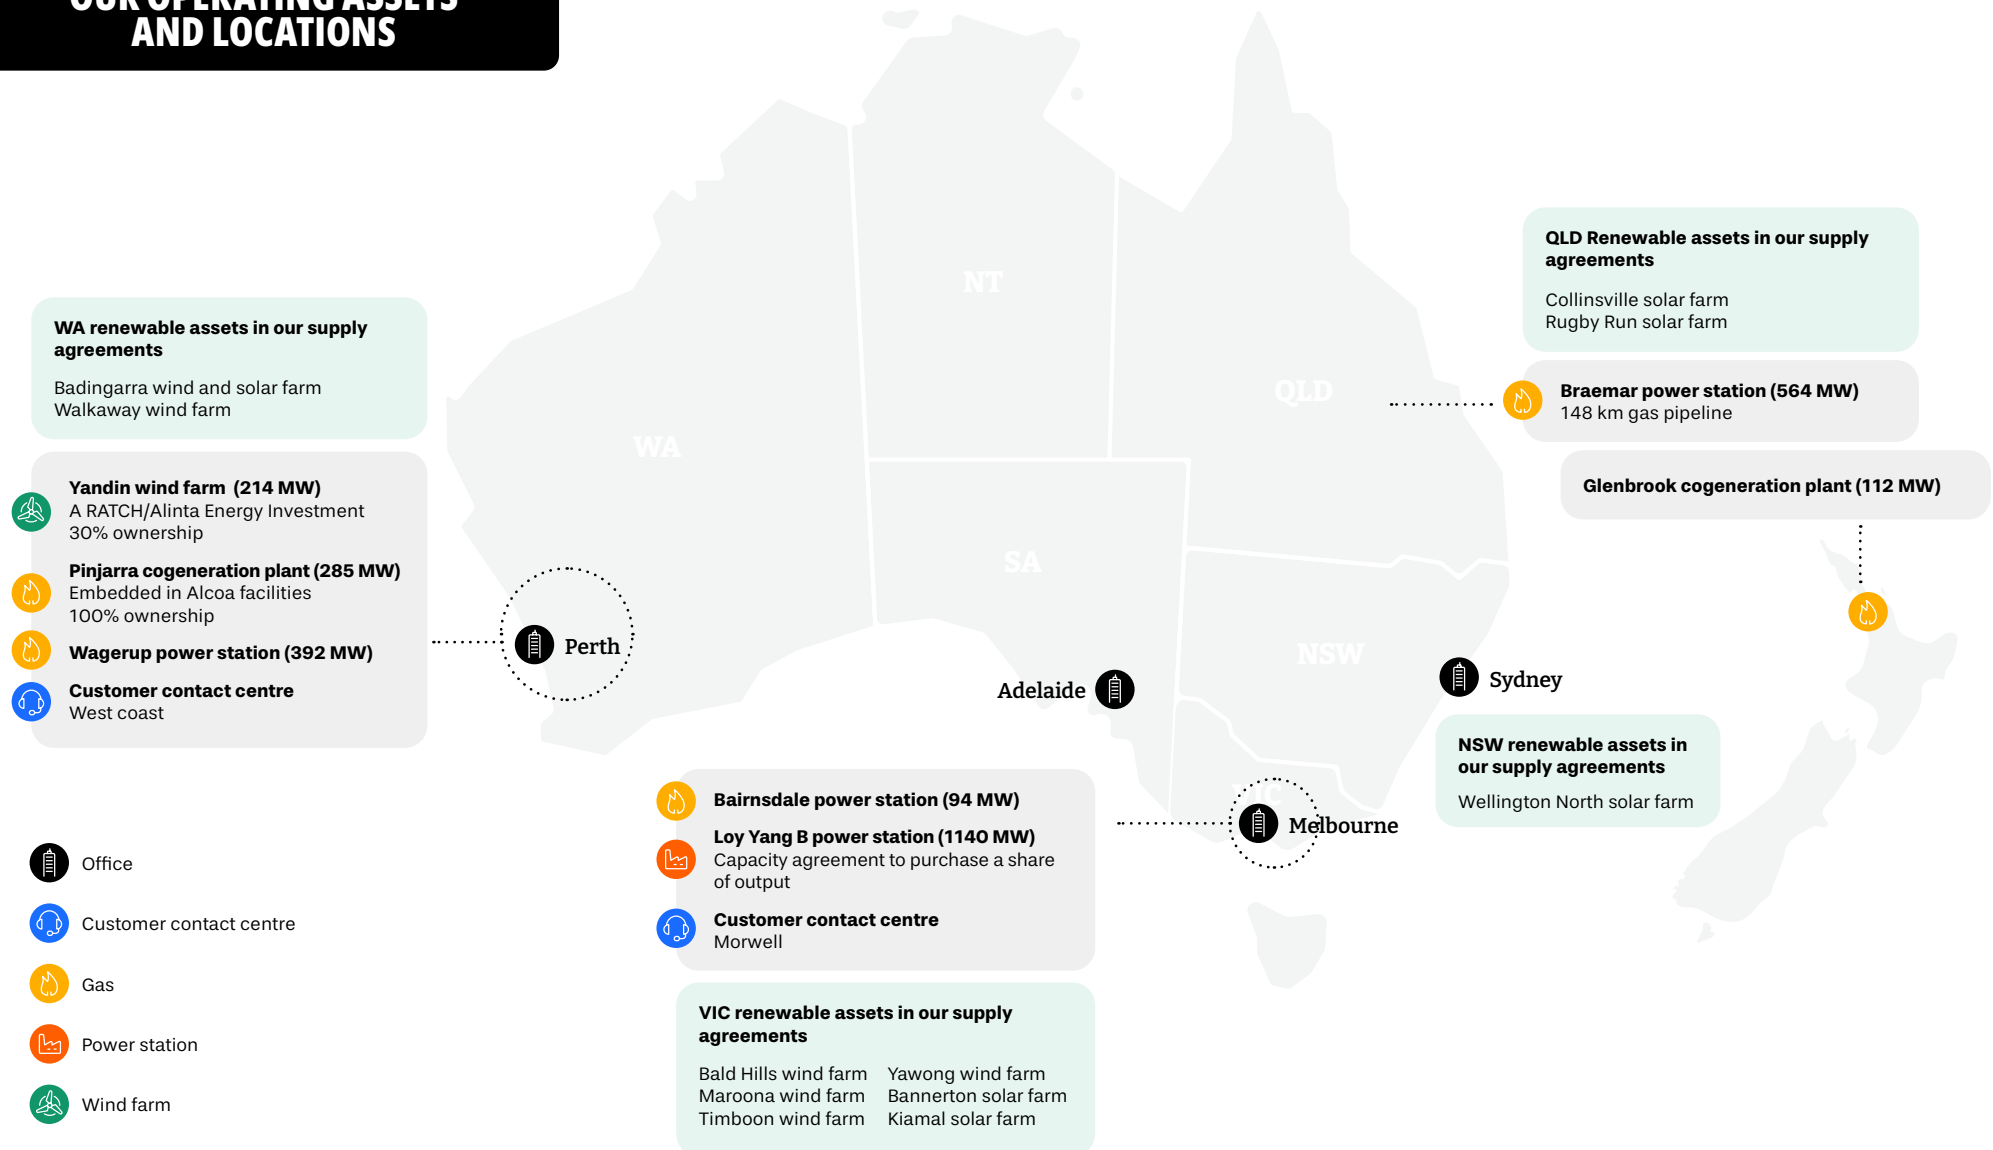 OUR OPERATING ASSETS
AND LOCATIONS
NT
WA
QLD
SA
NSW
VIC
WA renewable assets in our supply
agreements
Badingarra wind and solar farm
Walkaway wind farm
Yandin wind farm (214 MW)
A RATCH/Alinta Energy Investment
30% ownership
Pinjarra cogeneration plant (285 MW)
Embedded in Alcoa facilities
100% ownership
Wagerup power station (392 MW)
Customer contact centre
West coast
Perth
Adelaide
Sydney
Melbourne
QLD Renewable assets in our supply
agreements
Collinsville solar farm
Rugby Run solar farm
Braemar power station (564 MW)
148 km gas pipeline
Glenbrook cogeneration plant (112 MW)
NSW renewable assets in
our supply agreements
Wellington North solar farm
Bairnsdale power station (94 MW)
Loy Yang B power station (1140 MW)
Capacity agreement to purchase a share
of output
Customer contact centre
Morwell
VIC renewable assets in our supply
agreements
Bald Hills wind farm
Maroona wind farm
Timboon wind farm
Yawong wind farm
Bannerton solar farm
Kiamal solar farm
Office
Customer contact centre
Gas
Power station
Wind farm